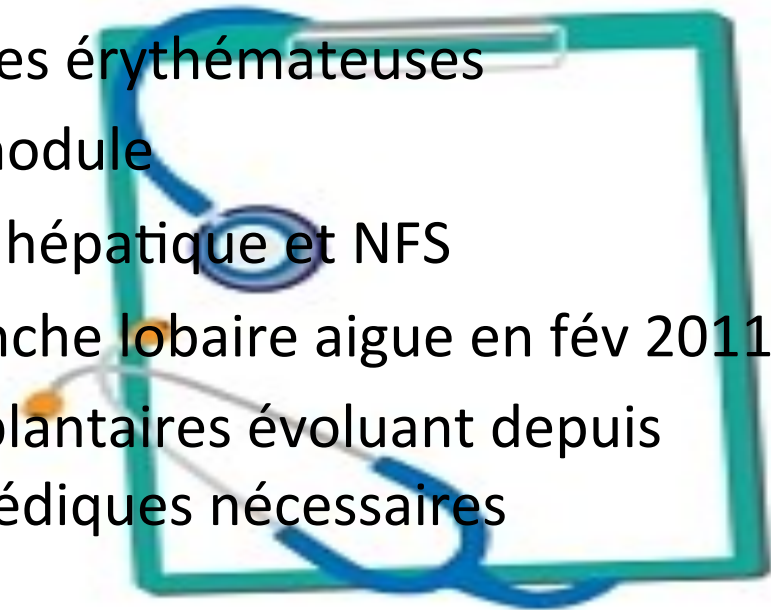 es érythémateuses
nodule
hépatique et NFS
nche lobaire aigue en fév 2011
plantaires évoluant depuis
édiques nécessaires